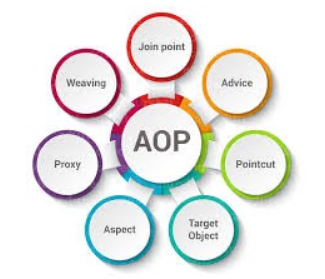 Join point
Weaving
Advice
AOP
Proxy
Pointcut
Aspect
Target
Object